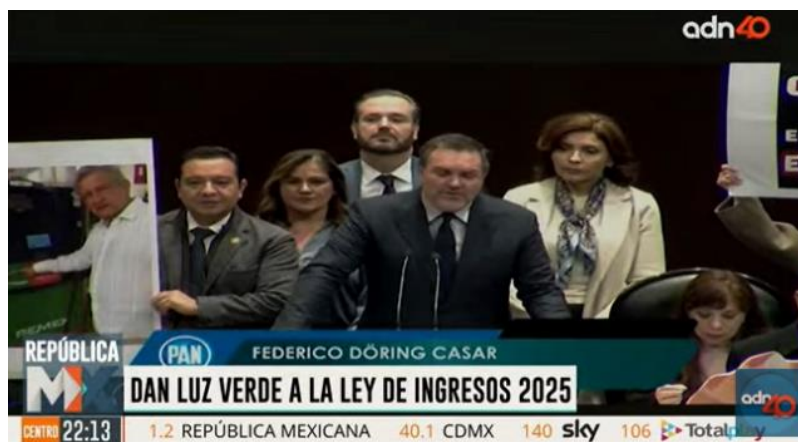 adn40
REMD
REPÚBLICA
MX
PAN
FEDERICO DÖRING CASAR
DAN LUZ VERDE A LA LEY DE INGRESOS 2025
adn40
CENTRO 22:13 1.2 REPÚBLICA MEXICANA 40.1 CDMX 140 sky 106 Totalplay